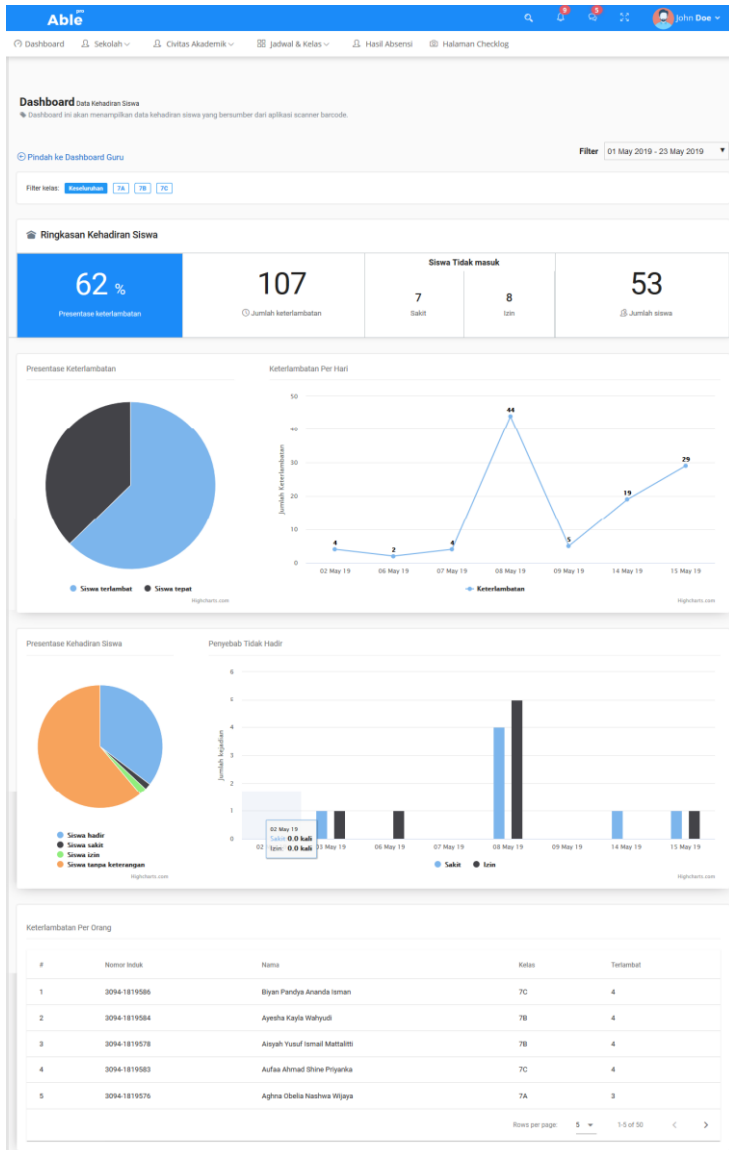 Able pro
9
5
John Doe
Dashboard Sekolah Civitas Akademik Jadwal & Kelas Hasil Absensi Halaman Checklog
Dashboard Data Kehadiran Siswa
Dashboard ini akan menampilkan data kehadiran siswa yang bersumber dari aplikasi scanner barcode.
Pindah ke Dashboard Guru
Filter 01 May 2019 - 23 May 2019
Filter kelas: Keseluruhan 7A 7B 7C
Ringkasan Kehadiran Siswa
62 %
Presentase keterlambatan
107
Jumlah keterlambatan
Siswa Tidak masuk
7
Sakit
8
Izin
53
Jumlah siswa
Presentase Keterlambatan
Siswa terlambat Siswa tepat
Highcharts.com
Keterlambatan Per Hari
Jumlah Keterlambatan
50
40
30
20
10
0
4
2
4
44
5
19
29
02 May 19 06 May 19 07 May 19 08 May 19 09 May 19 14 May 19 15 May 19
Keterlambatan
Highcharts.com
Presentase Kehadiran Siswa
Siswa hadir
Siswa sakit
Siswa izin
Siswa tanpa keterangan
Highcharts.com
Penyebab Tidak Hadir
Jumlah kejadian
6
5
4
3
2
1
0
02 May 19
Sakit: 0.0 kali
Izin: 0.0 kali
02 03 May 19 06 May 19 07 May 19 08 May 19 09 May 19 14 May 19 15 May 19
Sakit Izin
Highcharts.com
Keterlambatan Per Orang
# Nomor Induk Nama Kelas Terlambat
1 3094-1819586 Biyan Pandya Ananda Isman 7C 4
2 3094-1819584 Ayesha Kayla Wahyudi 7B 4
3 3094-1819578 Aisyah Yusuf Ismail Mattalitti 7B 4
4 3094-1819583 Aufaa Ahmad Shine Priyanka 7C 4
5 3094-1819576 Aghna Obelia Nashwa Wijaya 7A 3
Rows per page: 5 1-5 of 50